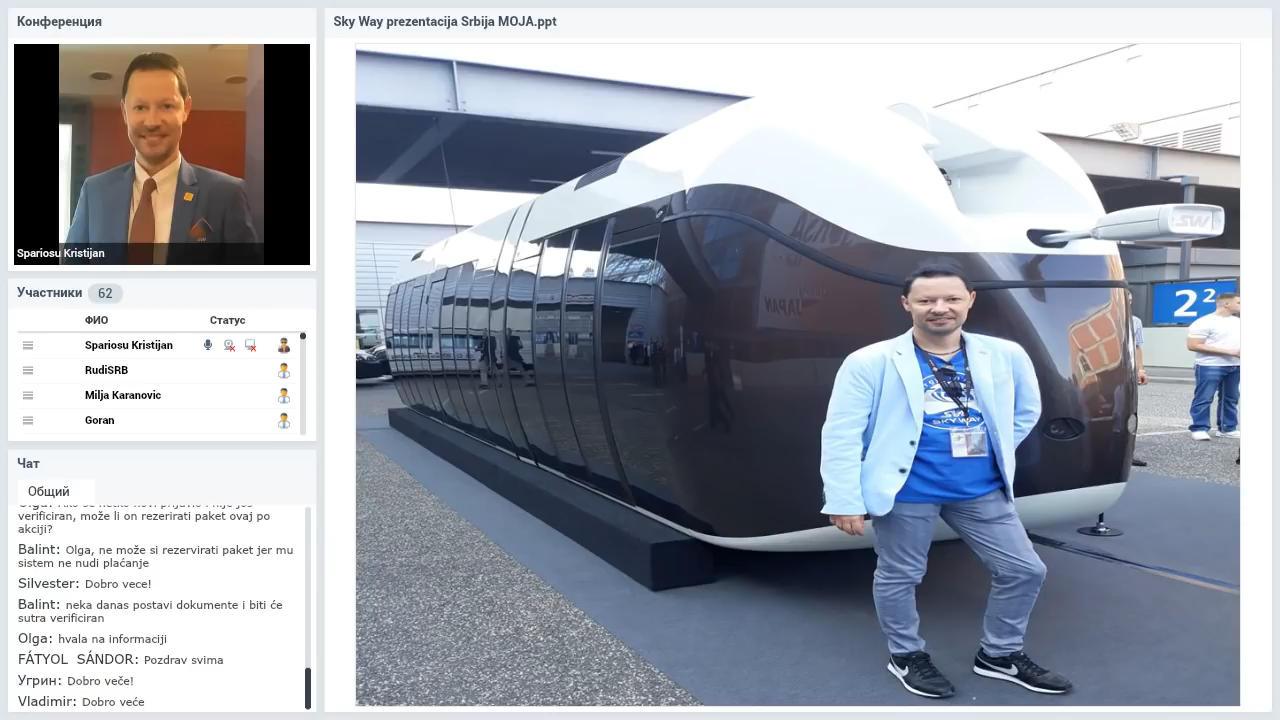 Конференция
Sky Way prezentacija Srbija MOJA.ppt
Spariosu Kristijan
Участники 62
ФИО Статус
Spariosu Kristijan
RudiSRB
Milja Karanovic
Goran
Чат
Общий
verificiran, može li on rezerirati paket ovaj po
akciji?
Balint: Olga, ne može si rezervirati paket jer mu
sistem ne nudi plaćanje
Silvester: Dobro vece!
Balint: neka danas postavi dokumente i biti će
sutra verificiran
Olga: hvala na informaciji
FÁTYOL SÁNDOR: Pozdrav svima
Угрин: Dobro veče!
Vladimir: Dobro veće
SW
2²
SKYWAY